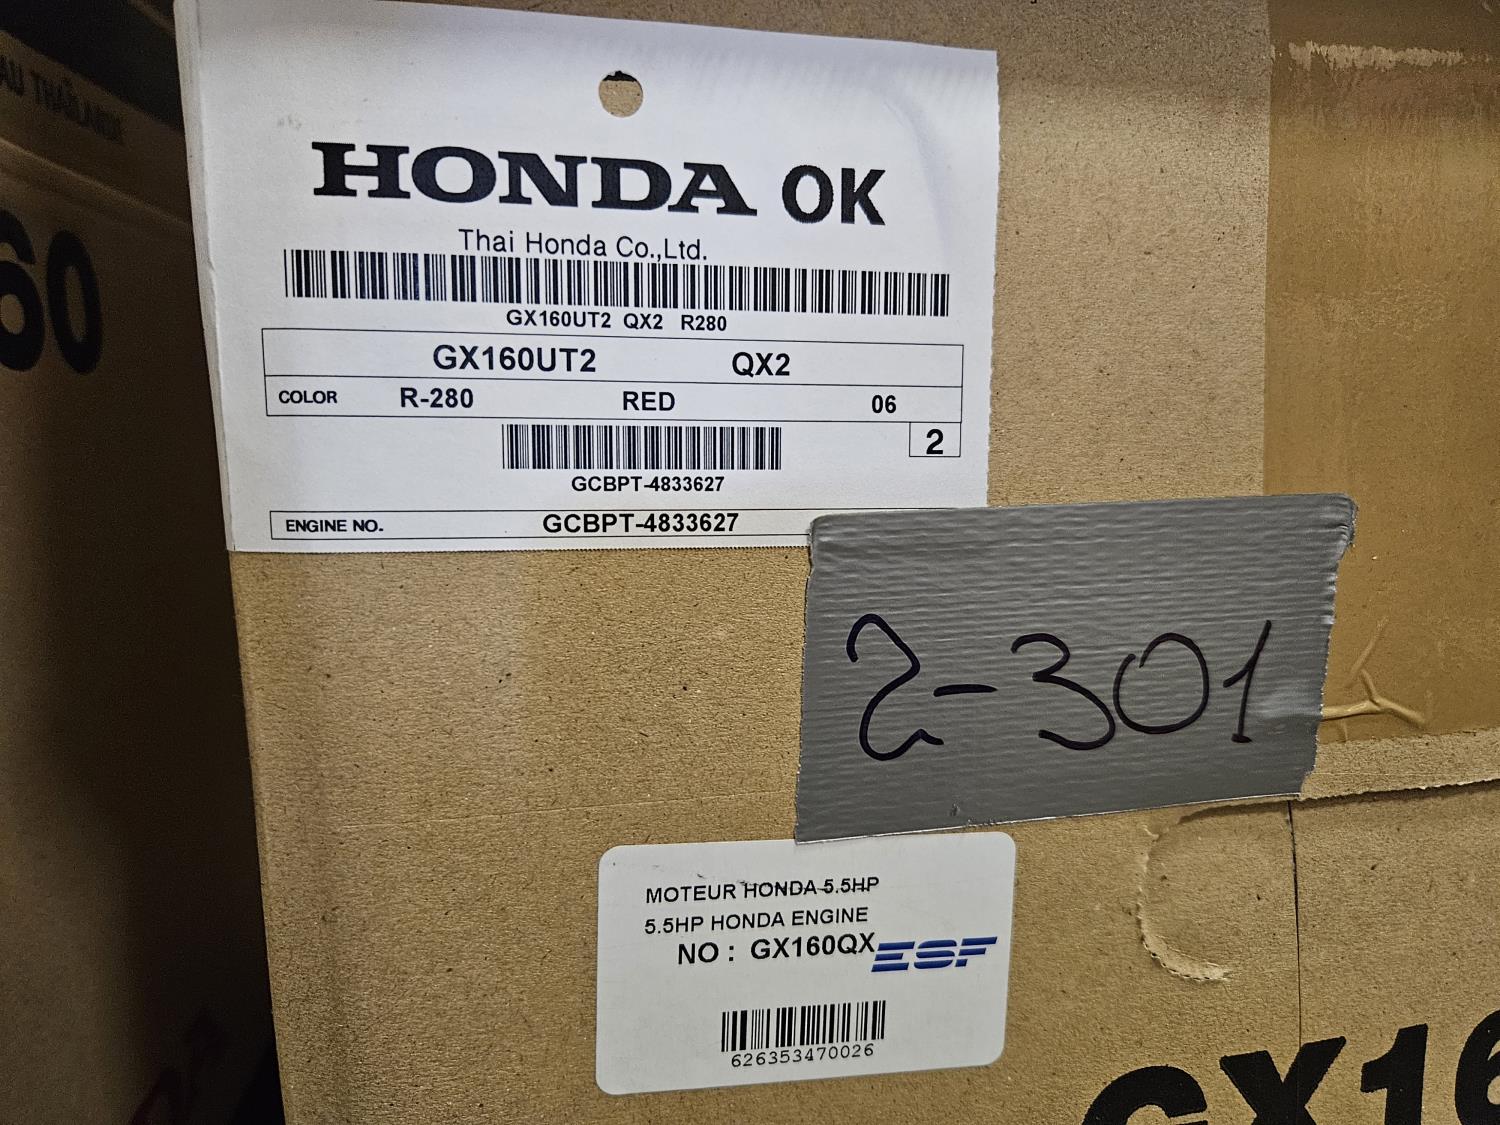 AU THAÏLANDE
60
HONDA OK
Thai Honda Co.,Ltd.
GX160UT2 QX2 R280
GX160UT2 QX2
COLOR R-280 RED 06
2
GCBPT-4833627
ENGINE NO. GCBPT-4833627
2-301
MOTEUR HONDA 5.5HP
5.5HP HONDA ENGINE
NO : GX160QX ESF
626353470026
GX16